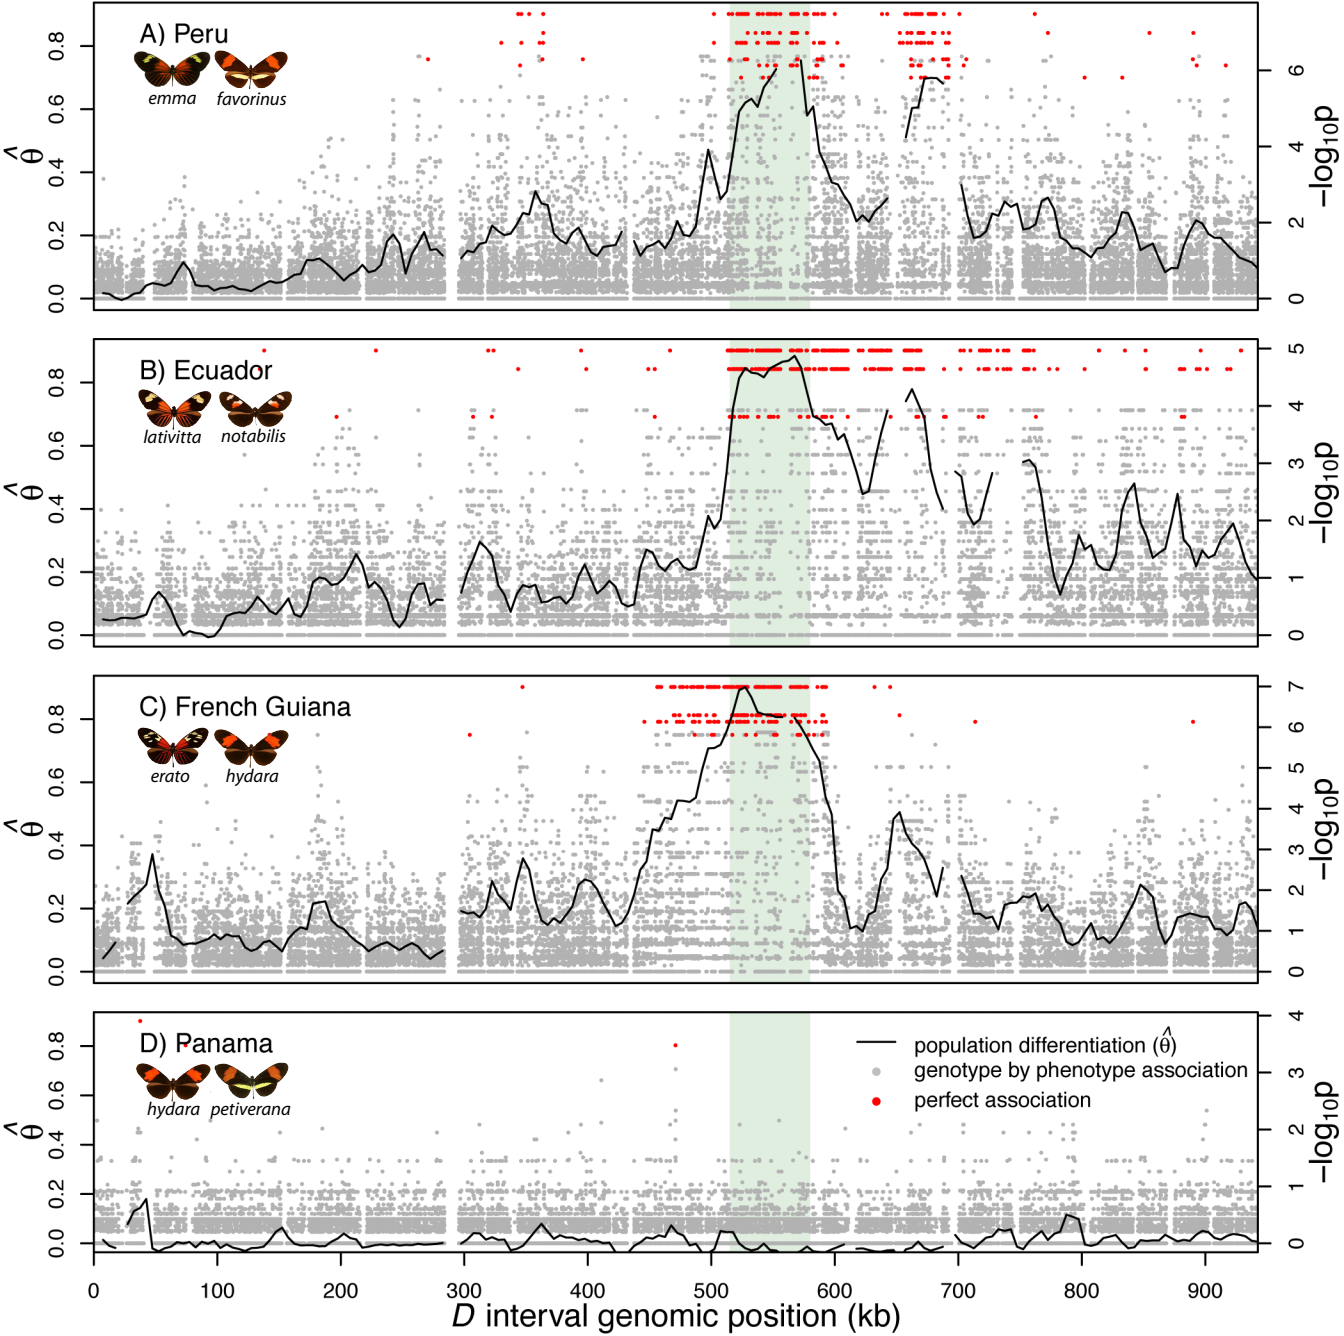 A) Peru
emma favorinus
0.0 0.2 0.4 0.6 0.8
θ̂
0 2 4 6
−log10p
B) Ecuador
lativitta notabilis
0.0 0.2 0.4 0.6 0.8
θ̂
0 1 2 3 4 5
−log10p
C) French Guiana
erato hydara
0.0 0.2 0.4 0.6 0.8
θ̂
0 1 2 3 4 5 6 7
−log10p
D) Panama
hydara petiverana
0.0 0.2 0.4 0.6 0.8
θ̂
0 1 2 3 4
−log10p
population differentiation (θ̂)
genotype by phenotype association
perfect association
0 100 200 300 400 500 600 700 800 900
D interval genomic position (kb)